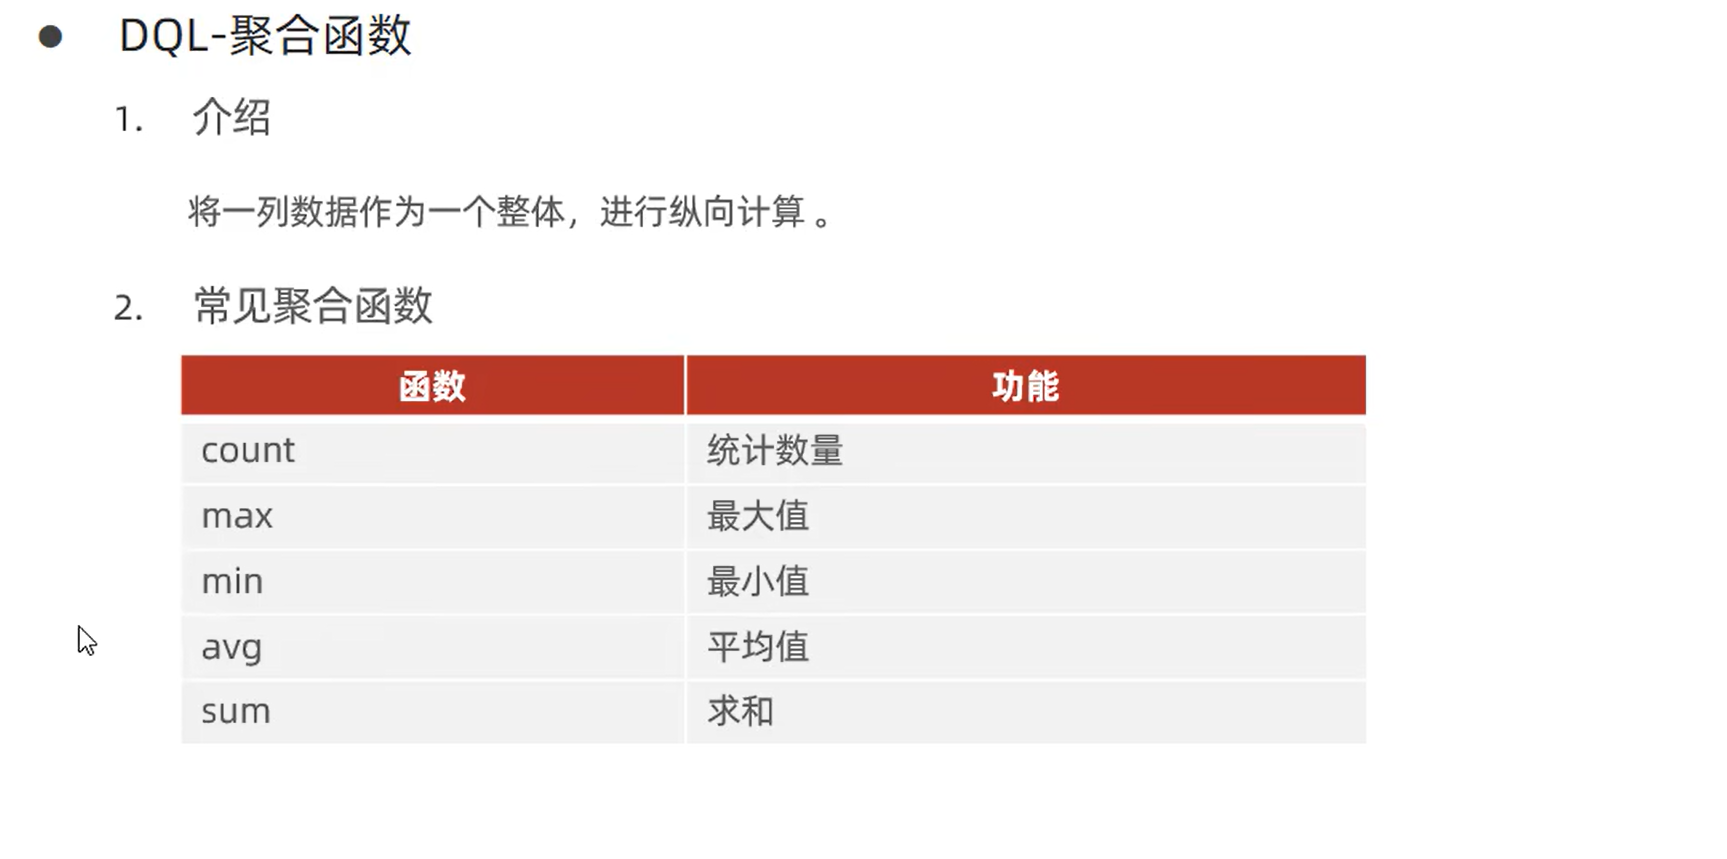 ● DQL-聚合函数
1. 介绍
将一列数据作为一个整体，进行纵向计算 。
2. 常见聚合函数
函数 功能
count 统计数量
max 最大值
min 最小值
avg 平均值
sum 求和